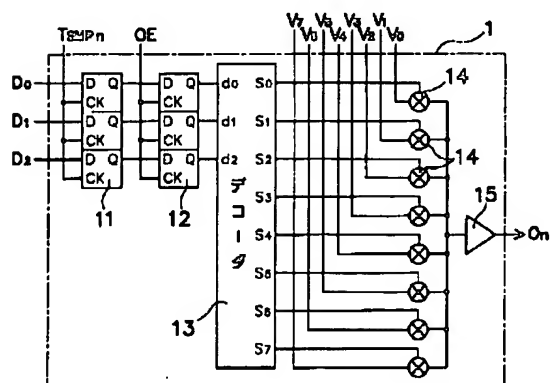 TSMPn OE V7 V5 V3 V1
V6 V4 V2 V0
1
D0 D Q D Q d0 S0 14
CK CK
D1 D Q D Q d1 S1
CK CK 14
D2 D Q D Q d2 S2
CK CK
11 12
デコーダ
S3
15
S4 On
S5
13
S6
S7